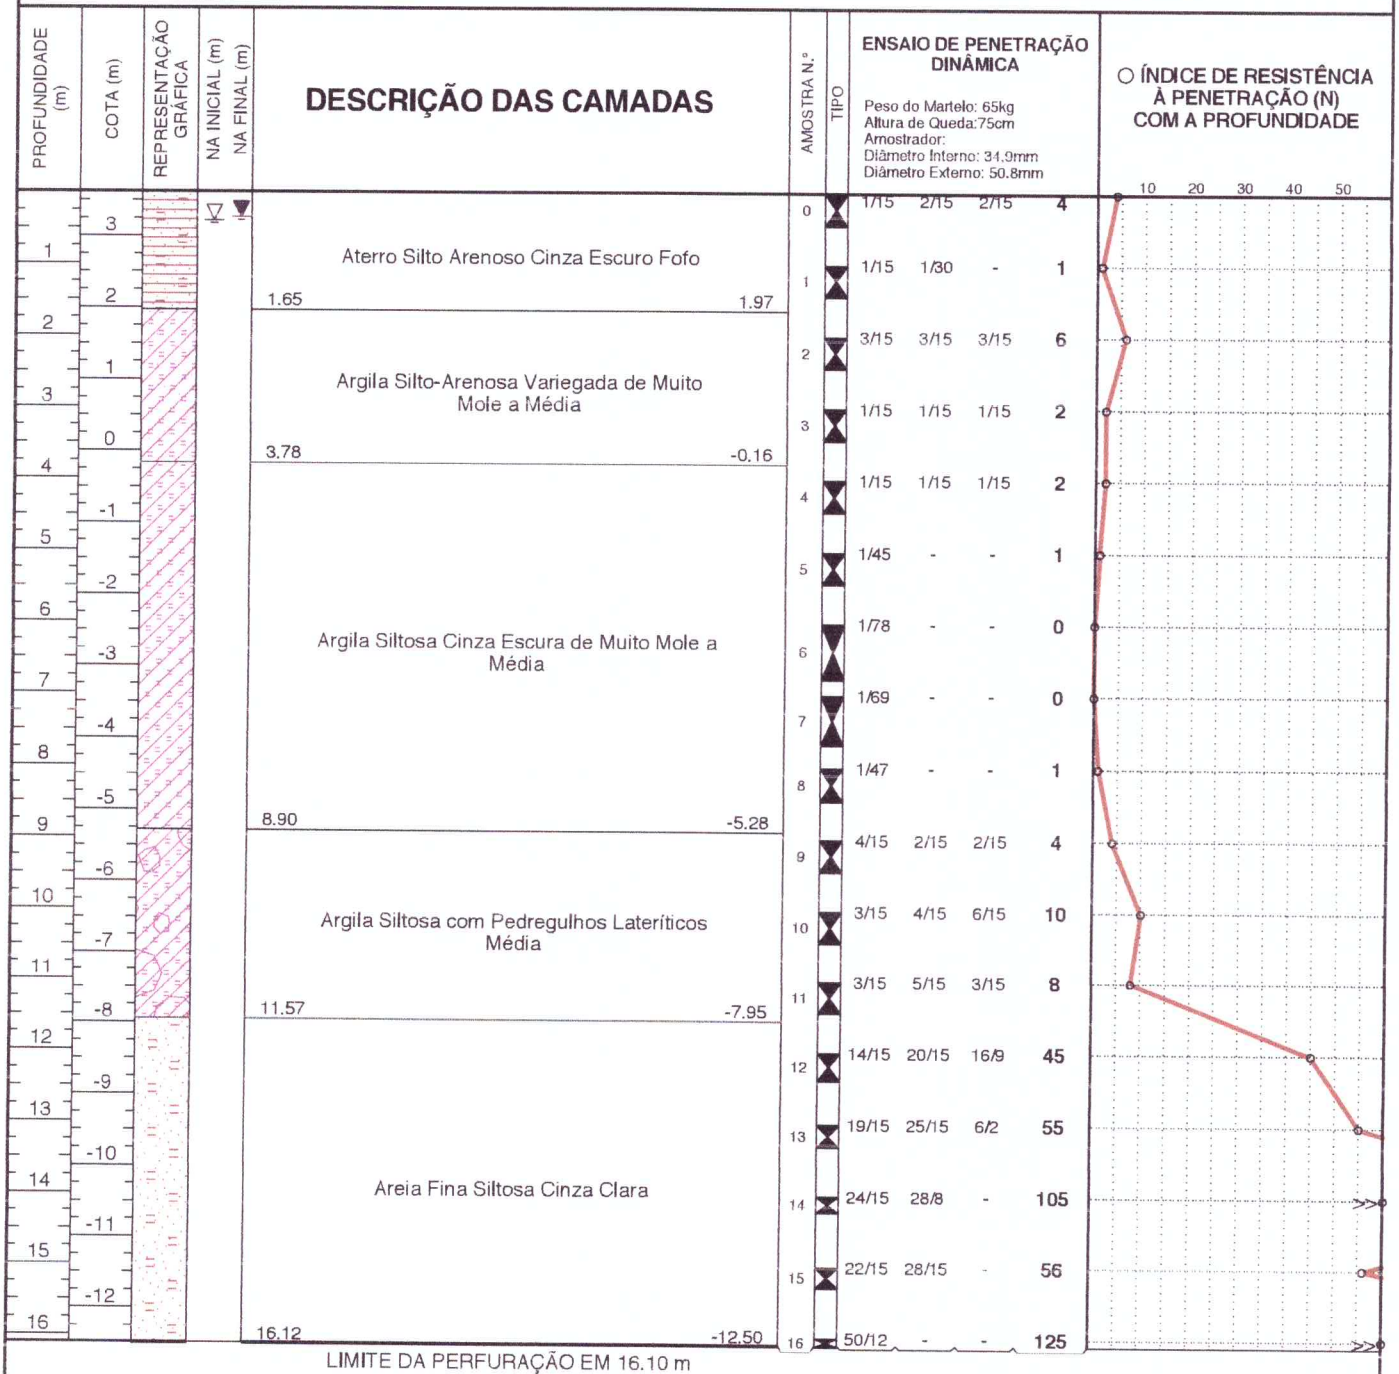 PROFUNDIDADE
(m)
COTA (m)
REPRESENTAÇÃO
GRÁFICA
NA INICIAL (m)
NA FINAL (m)
DESCRIÇÃO DAS CAMADAS
AMOSTRA N.º
TIPO
ENSAIO DE PENETRAÇÃO
DINÂMICA
Peso do Martelo: 65kg
Altura de Queda:75cm
Amostrador:
Diâmetro Interno: 34.9mm
Diâmetro Externo: 50.8mm
ÍNDICE DE RESISTÊNCIA
À PENETRAÇÃO (N)
COM A PROFUNDIDADE
10 20 30 40 50
0 1/15 2/15 2/15 4
3
1
Aterro Silto Arenoso Cinza Escuro Fofo
1 1/15 1/30 - 1
2
1.65 1.97
2
2 3/15 3/15 3/15 6
1
Argila Silto-Arenosa Variegada de Muito
Mole a Média
3
3 1/15 1/15 1/15 2
0
3.78 -0.16
4
4 1/15 1/15 1/15 2
-1
5
5 1/45 - - 1
-2
6
6 1/78 - - 0
Argila Siltosa Cinza Escura de Muito Mole a
Média
-3
7
7 1/69 - - 0
-4
8
8 1/47 - - 1
-5
8.90 -5.28
9
9 4/15 2/15 2/15 4
-6
10
Argila Siltosa com Pedregulhos Lateríticos
Média
10 3/15 4/15 6/15 10
-7
11
11 3/15 5/15 3/15 8
-8
11.57 -7.95
12
12 14/15 20/15 16/9 45
-9
13
13 19/15 25/15 6/2 55
-10
14
Areia Fina Siltosa Cinza Clara
14 24/15 28/8 - 105 >>
-11
15
15 22/15 28/15 - 56
-12
16
16.12 -12.50
16 50/12 - - 125 >>
LIMITE DA PERFURAÇÃO EM 16.10 m